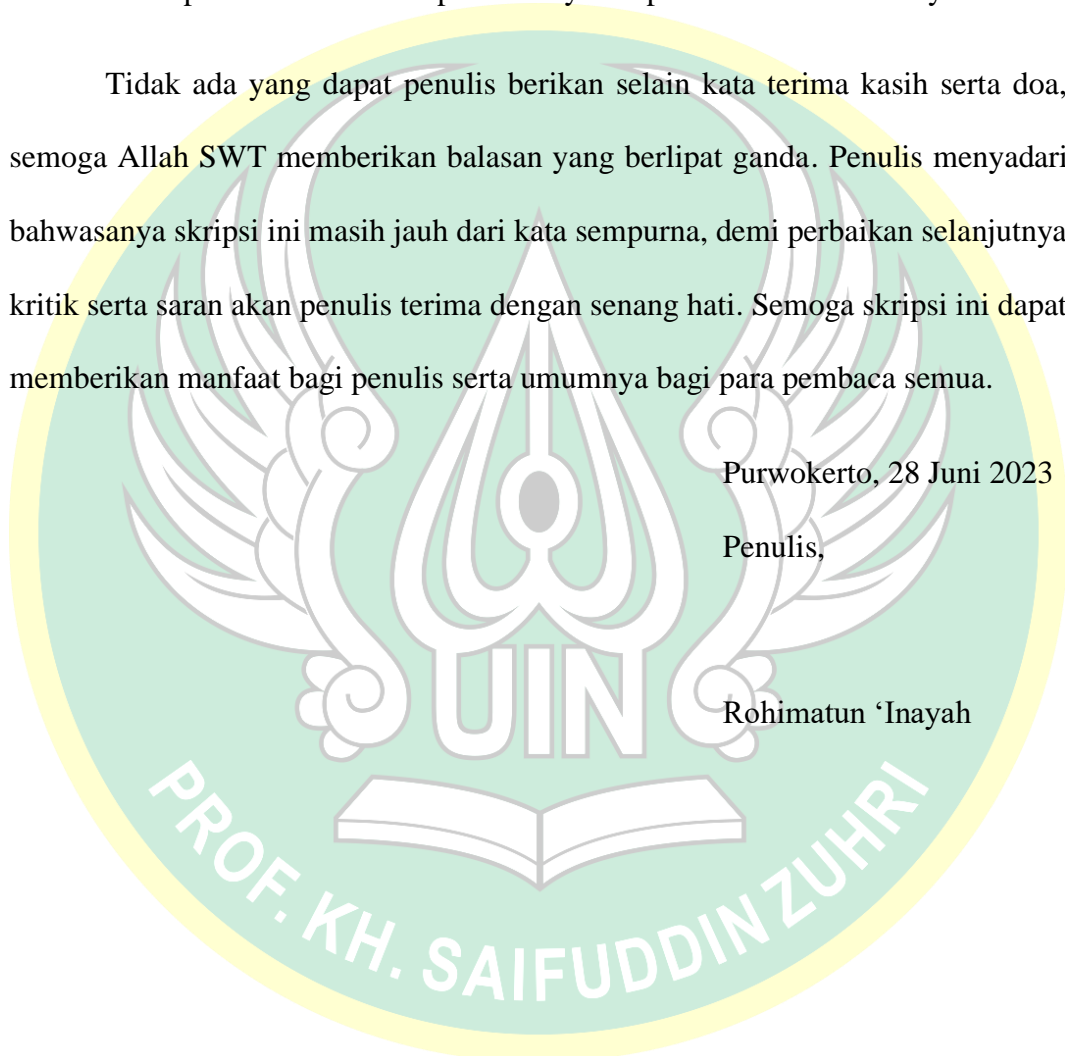 Tidak ada yang dapat penulis berikan selain kata terima kasih serta doa,
semoga Allah SWT memberikan balasan yang berlipat ganda. Penulis menyadari
bahwasanya skripsi ini masih jauh dari kata sempurna, demi perbaikan selanjutnya
kritik serta saran akan penulis terima dengan senang hati. Semoga skripsi ini dapat
memberikan manfaat bagi penulis serta umumnya bagi para pembaca semua.
Purwokerto, 28 Juni 2023
Penulis,
Rohimatun ‘Inayah
UIN
PROF. KH. SAIFUDDIN ZUHRI